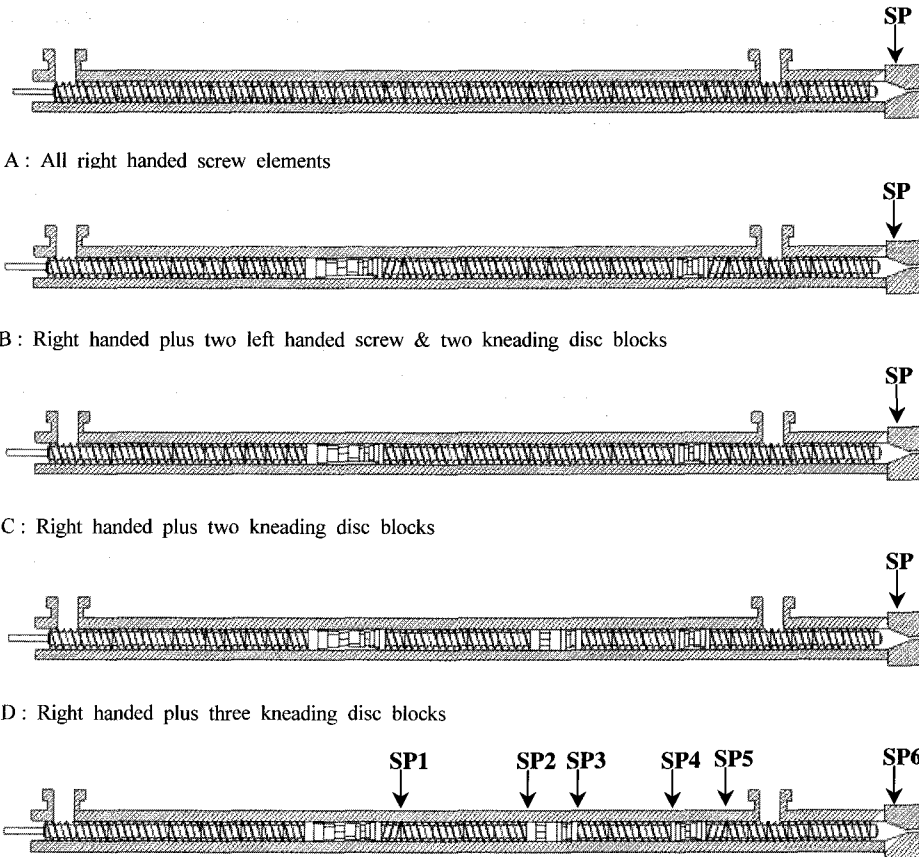 SP
A : All right handed screw elements
SP
B : Right handed plus two left handed screw & two kneading disc blocks
SP
C : Right handed plus two kneading disc blocks
SP
D : Right handed plus three kneading disc blocks
SP1 SP2 SP3 SP4 SP5 SP6